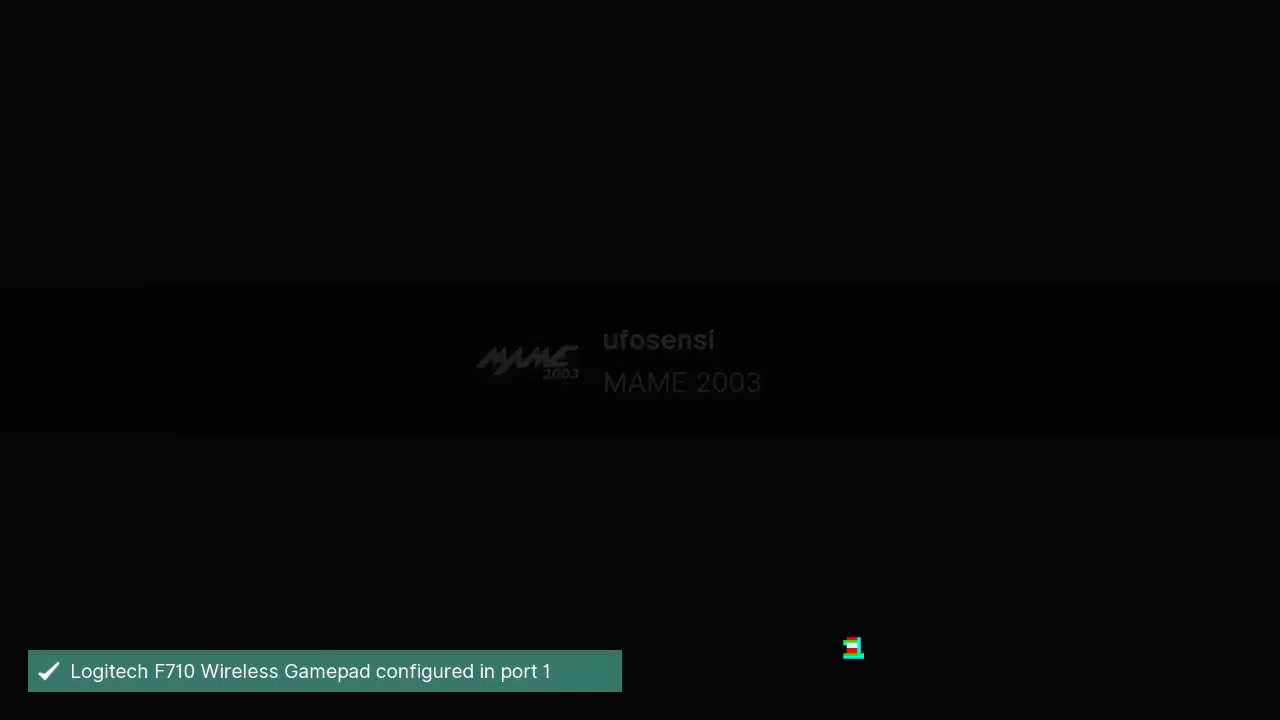 ufosensi
MAME 2003
MAME
2003
Logitech F710 Wireless Gamepad configured in port 1